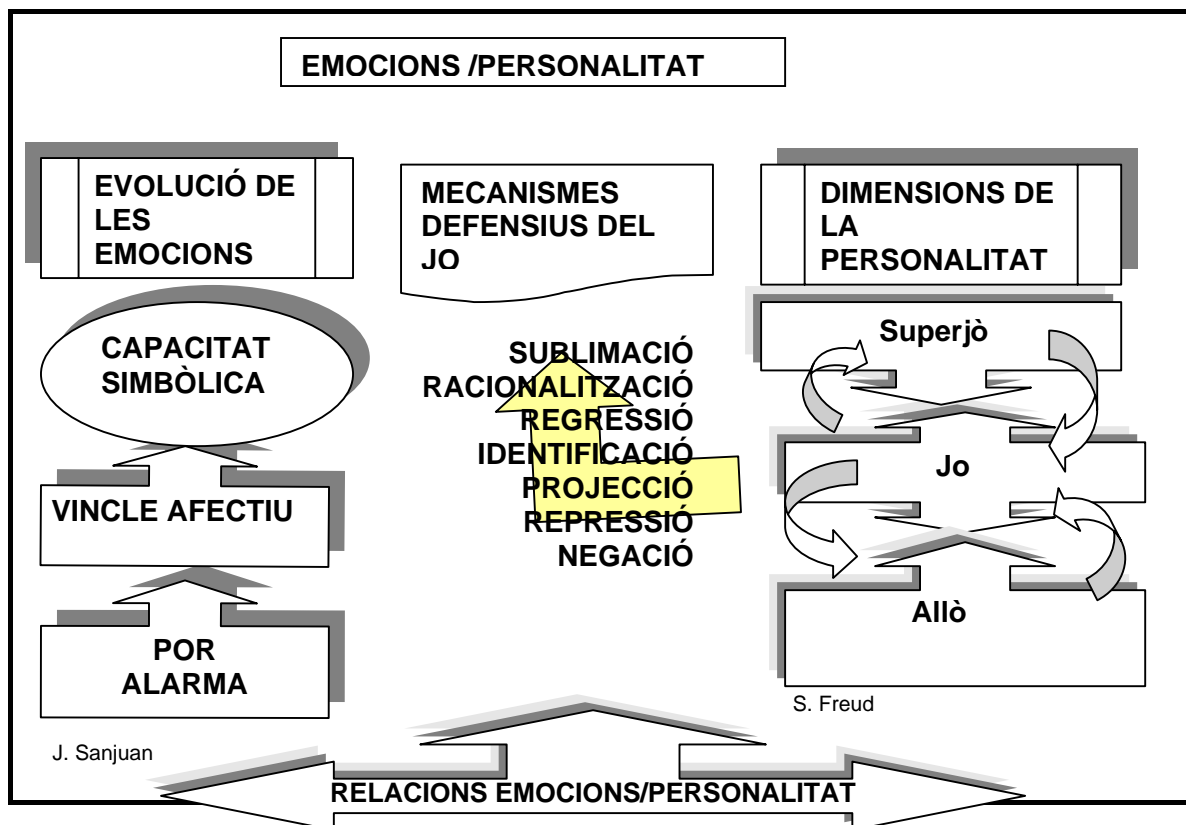 EMOCIONS /PERSONALITAT
EVOLUCIÓ DE
LES
EMOCIONS
CAPACITAT
SIMBÒLICA
VINCLE AFECTIU
POR
ALARMA
J. Sanjuan
MECANISMES
DEFENSIUS DEL
JO
SUBLIMACIÓ
RACIONALITZACIÓ
REGRESSIÓ
IDENTIFICACIÓ
PROJECCIÓ
REPRESSIÓ
NEGACIÓ
DIMENSIONS DE
LA
PERSONALITAT
Superjò
Jo
Allò
S. Freud
RELACIONS EMOCIONS/PERSONALITAT